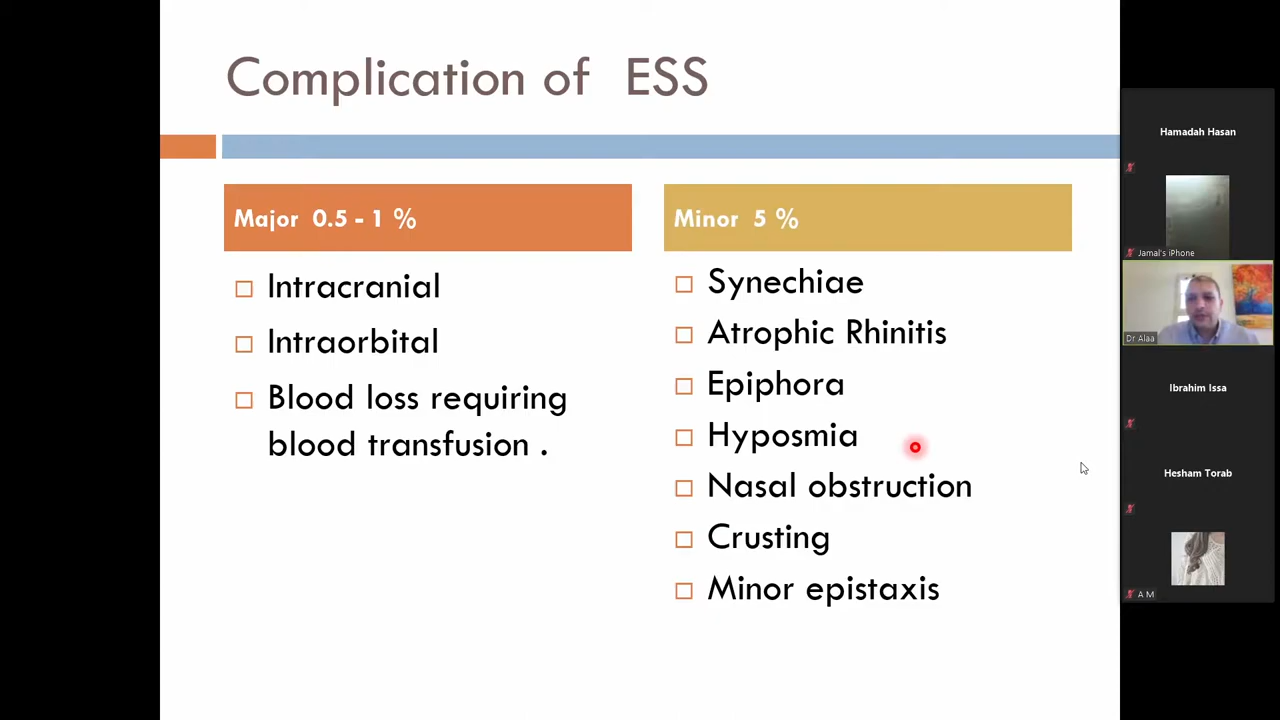 Complication of ESS
Major 0.5 - 1 %
Intracranial
Intraorbital
Blood loss requiring
blood transfusion .
Minor 5 %
Synechiae
Atrophic Rhinitis
Epiphora
Hyposmia
Nasal obstruction
Crusting
Minor epistaxis
Hamadah Hasan
Jamal's iPhone
Dr Alaa
Ibrahim Issa
Hesham Torab
A M